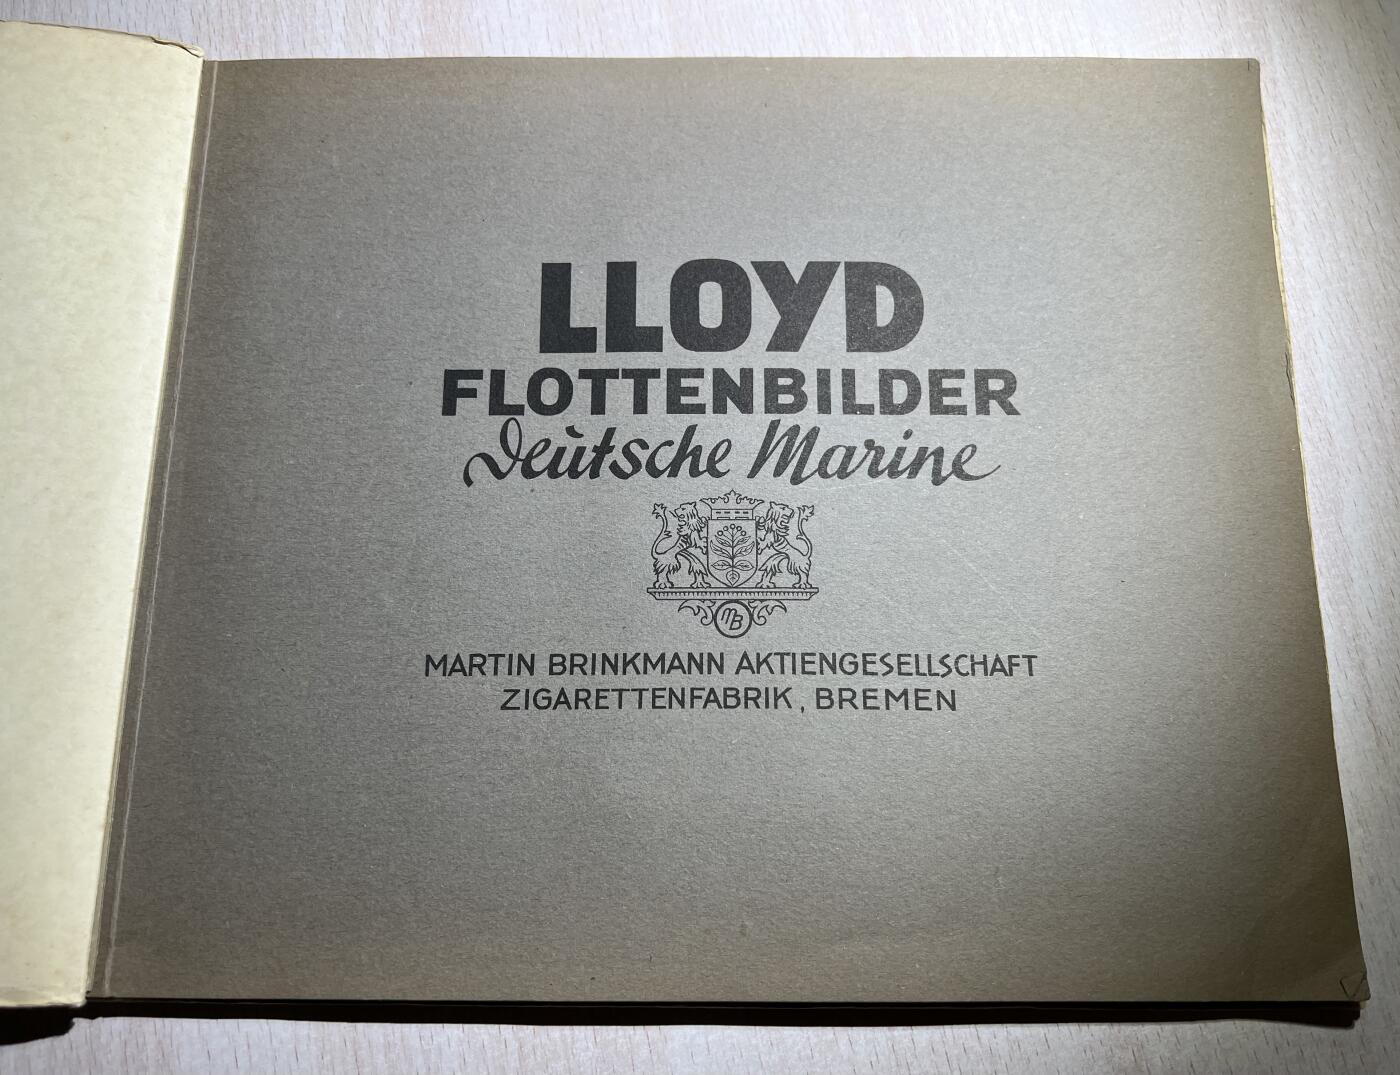 LLOYD
FLOTTENBILDER
Deutsche Marine
MB
MARTIN BRINKMANN AKTIENGESELLSCHAFT
ZIGARETTENFABRIK, BREMEN